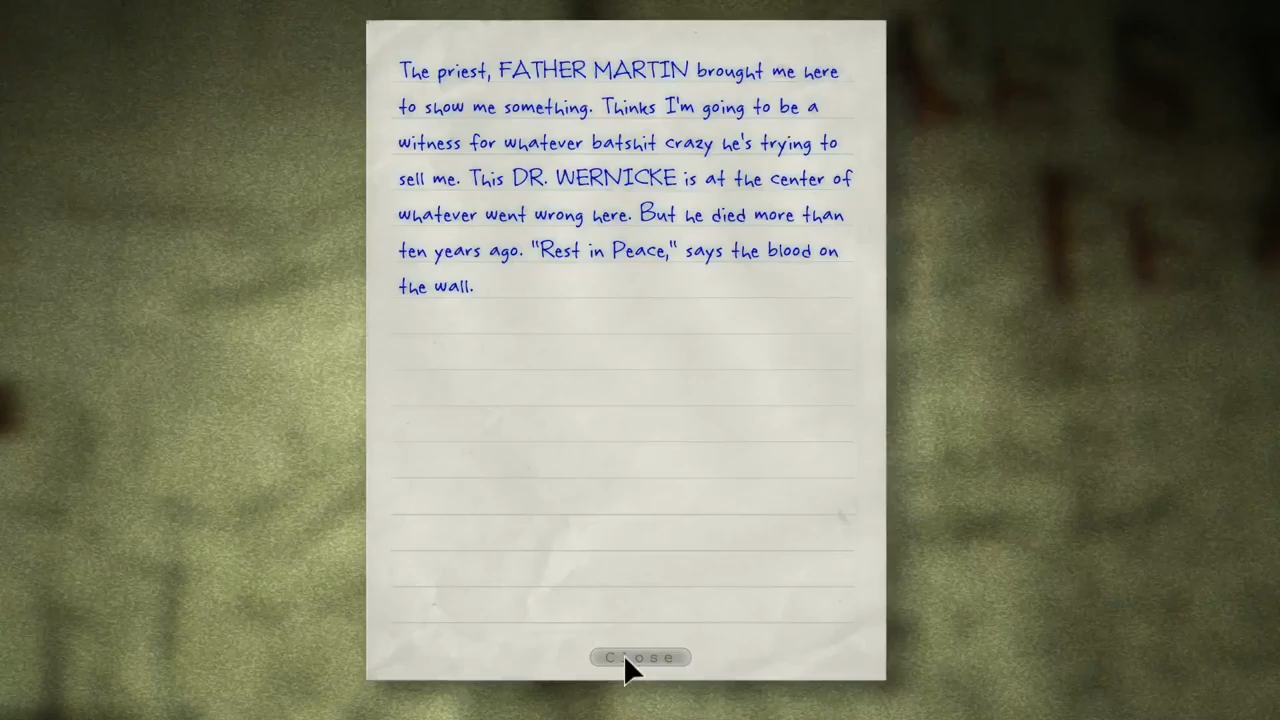 The priest, FATHER MARTIN brought me here
to show me something. Thinks I'm going to be a
witness for whatever batshit crazy he's trying to
sell me. This DR. WERNICKE is at the center of
whatever went wrong here. But he died more than
ten years ago. "Rest in Peace," says the blood on
the wall.
Close